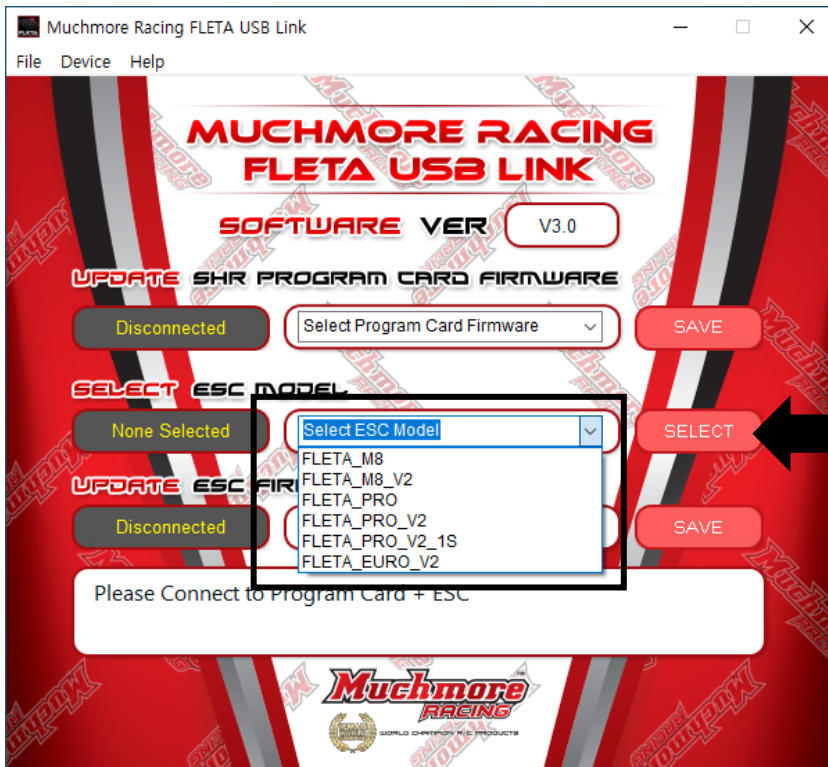 Muchmore Racing FLETA USB Link
File Device Help
MUCHMORE RACING
FLETA USB LINK
SOFTWARE VER V3.0
UPDATE SHR PROGRAM CARD FIRMWARE
Disconnected Select Program Card Firmware SAVE
SELECT ESC MODEL
None Selected Select ESC Model SELECT
FLETA_M8
FLETA_M8_V2
FLETA_PRO
FLETA_PRO_V2
FLETA_PRO_V2_1S
FLETA_EURO_V2
UPDATE ESC
Disconnected SAVE
Please Connect to Program Card + ESC
Muchmore
RACING
WORLD CHAMPION R/C PRODUCTS